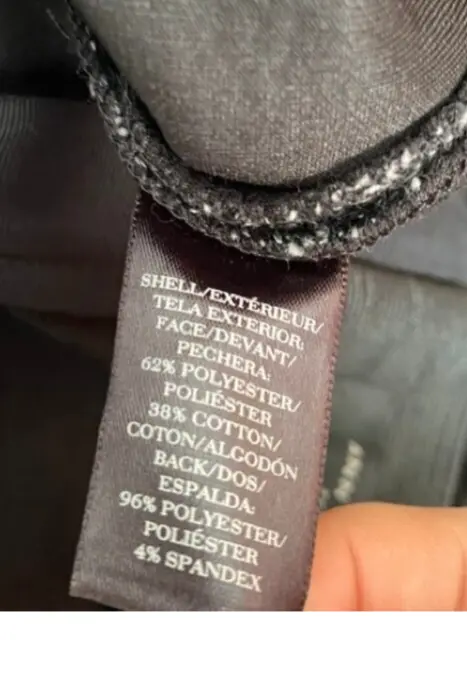 SHELL/EXTÉRIEUR/
TELA EXTERIOR:
FACE/DEVANT/
PECHERA:
62% POLYESTER/
POLIÉSTER
38% COTTON/
COTON/ALGODÓN
BACK/DOS/
ESPALDA:
96% POLYESTER/
POLIÉSTER
4% SPANDEX